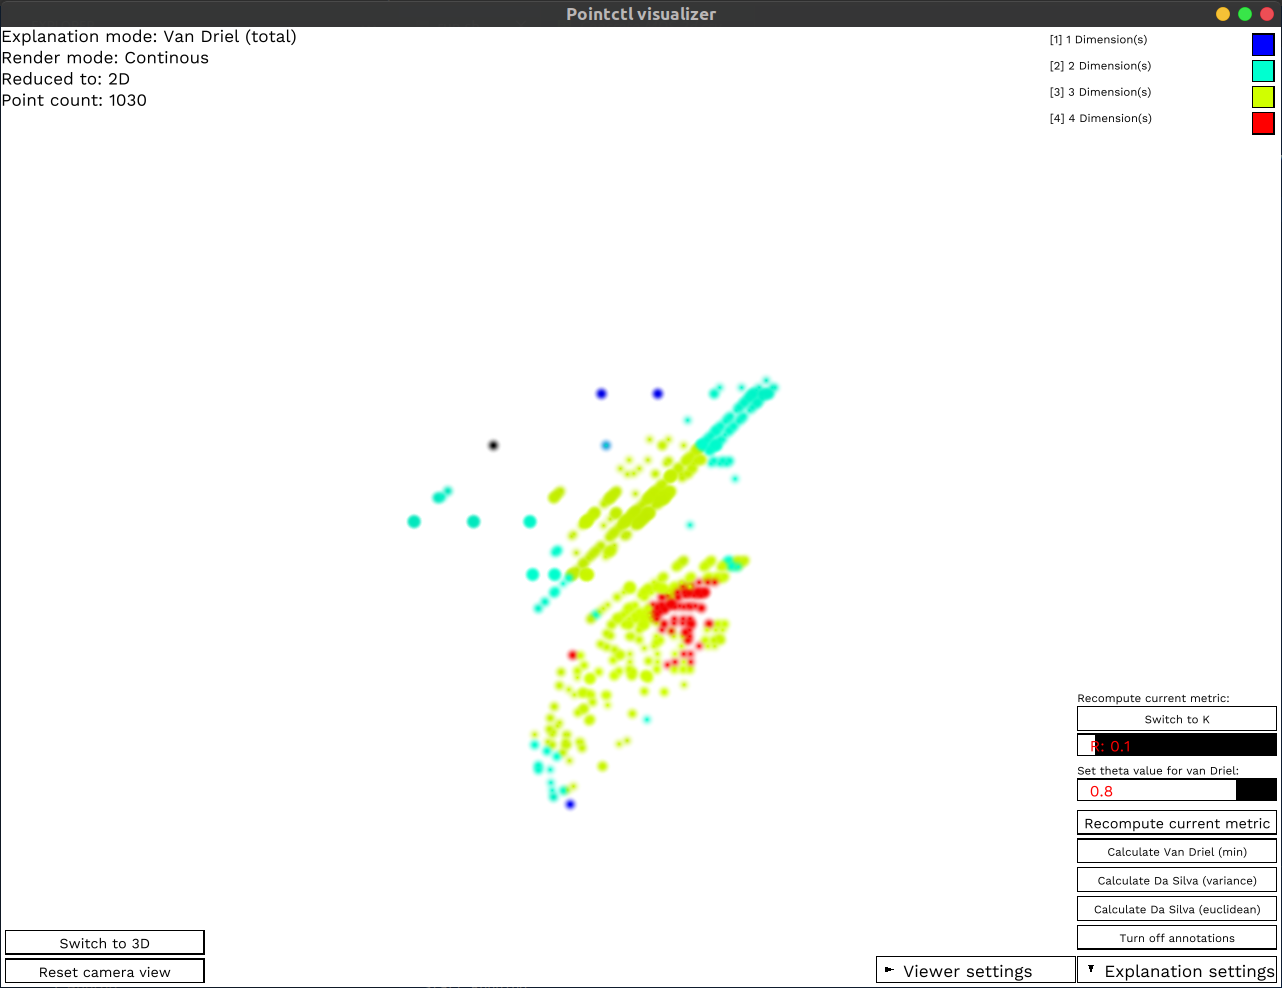 Pointctl visualizer
Explanation mode: Van Driel (total)
Render mode: Continous
Reduced to: 2D
Point count: 1030
[1] 1 Dimension(s)
[2] 2 Dimension(s)
[3] 3 Dimension(s)
[4] 4 Dimension(s)
Recompute current metric:
Switch to K
R: 0.1
Set theta value for van Driel:
0.8
Recompute current metric
Calculate Van Driel (min)
Calculate Da Silva (variance)
Calculate Da Silva (euclidean)
Turn off annotations
Switch to 3D
Reset camera view
Viewer settings
Explanation settings